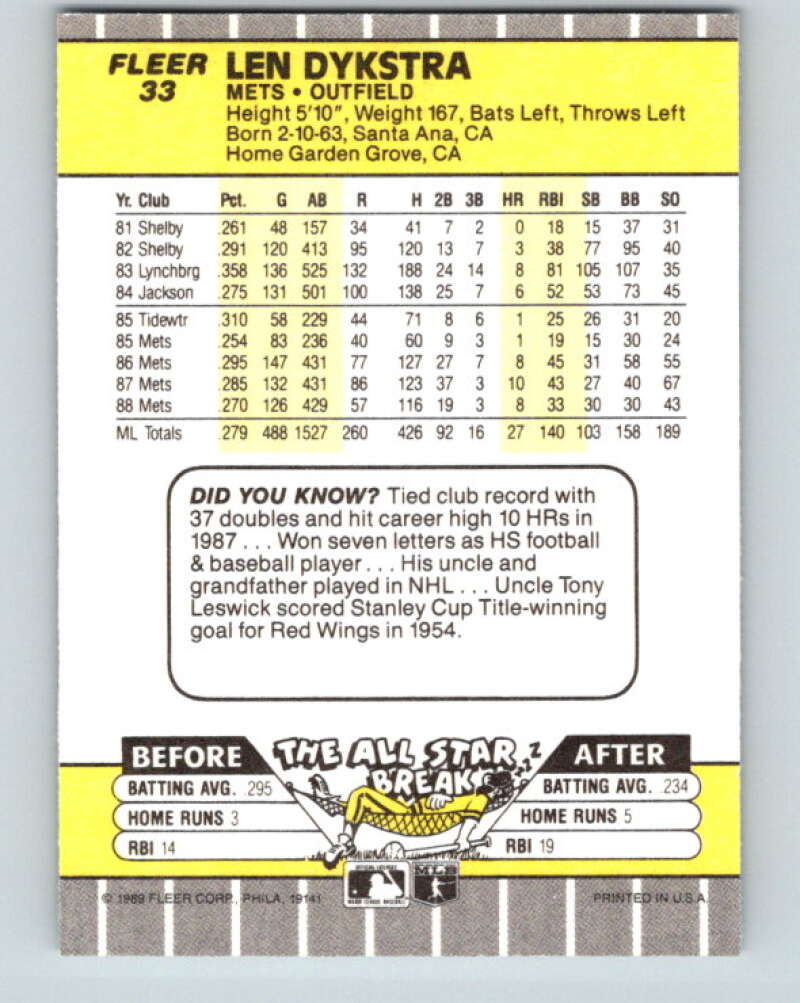 FLEER LEN DYKSTRA
33 METS • OUTFIELD
Height 5'10", Weight 167, Bats Left, Throws Left
Born 2-10-63, Santa Ana, CA
Home Garden Grove, CA
Yr. Club Pct. G AB R H 2B 3B HR RBI SB BB SO
81 Shelby .261 48 157 34 41 7 2 0 18 15 37 31
82 Shelby .291 120 413 95 120 13 7 3 38 77 95 40
83 Lynchbrg .358 136 525 132 188 24 14 8 81 105 107 35
84 Jackson .275 131 501 100 138 25 7 6 52 53 73 45
85 Tidewtr .310 58 229 44 71 8 6 1 25 26 31 20
85 Mets .254 83 236 40 60 9 3 1 19 15 30 24
86 Mets .295 147 431 77 127 27 7 8 45 31 58 55
87 Mets .285 132 431 86 123 37 3 10 43 27 40 67
88 Mets .270 126 429 57 116 19 3 8 33 30 30 43
ML Totals .279 488 1527 260 426 92 16 27 140 103 158 189
DID YOU KNOW? Tied club record with
37 doubles and hit career high 10 HRs in
1987 . . . Won seven letters as HS football
& baseball player . . . His uncle and
grandfather played in NHL . . . Uncle Tony
Leswick scored Stanley Cup Title-winning
goal for Red Wings in 1954.
BEFORE THE ALL STAR BREAK ZZZ AFTER
BATTING AVG. .295 BATTING AVG. .234
HOME RUNS 3 HOME RUNS 5
RBI 14 RBI 19
MLB
© 1989 FLEER CORP., PHILA, 19141 PRINTED IN U.S.A.